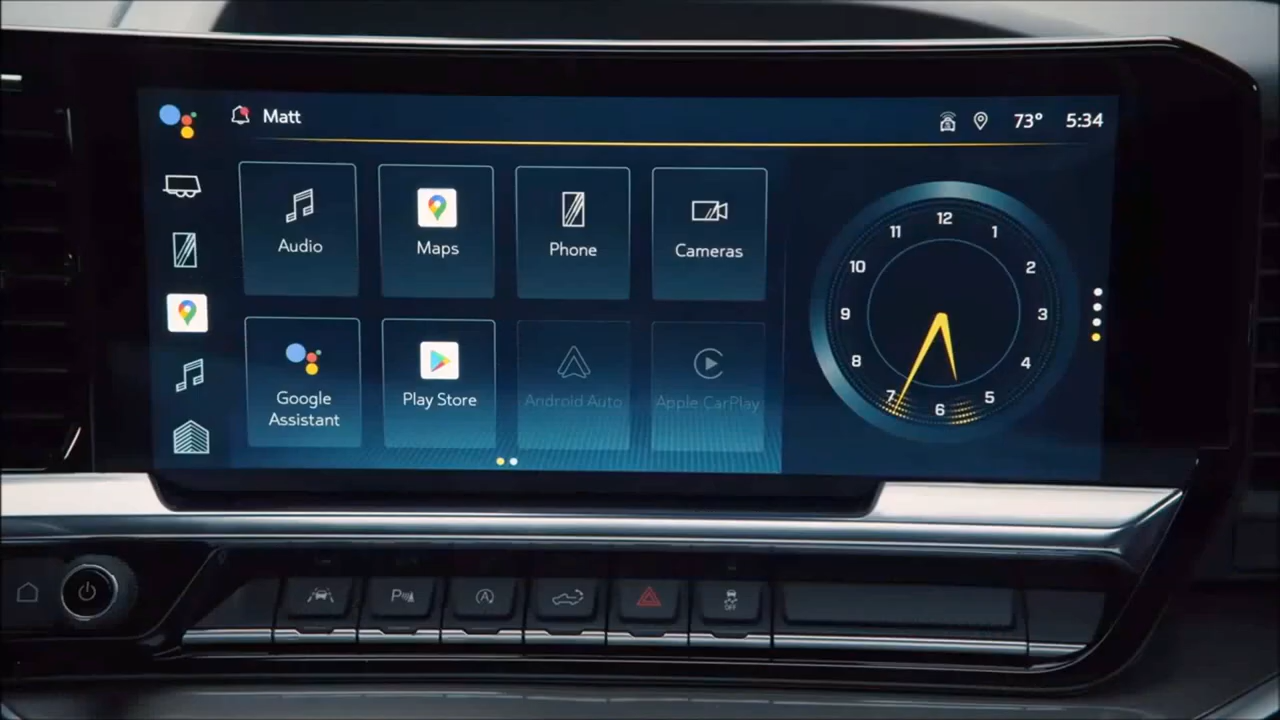 Matt
73°
5:34
Audio
Maps
Phone
Cameras
Google
Assistant
Play Store
Android Auto
Apple CarPlay
12
1
2
3
4
5
6
7
8
9
10
11
P
A
OFF